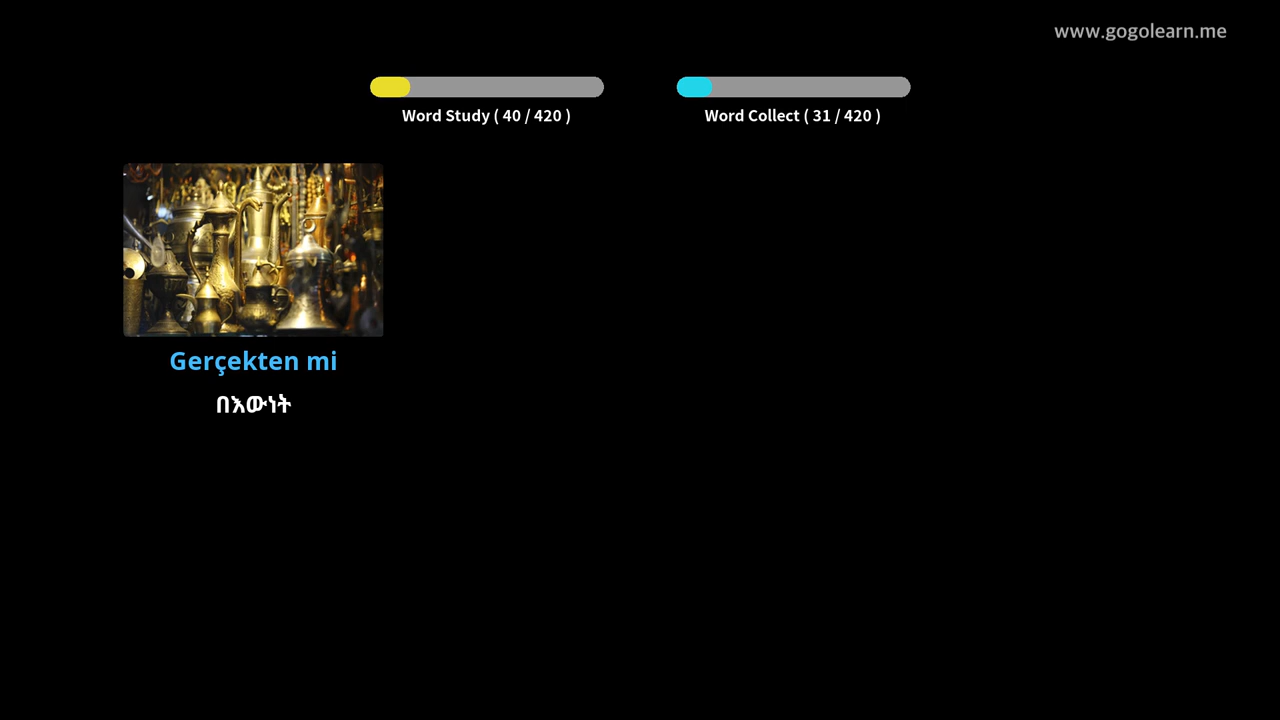 www.gogolearn.me
Word Study ( 40 / 420 )
Word Collect ( 31 / 420 )
Gerçekten mi
በእውነት